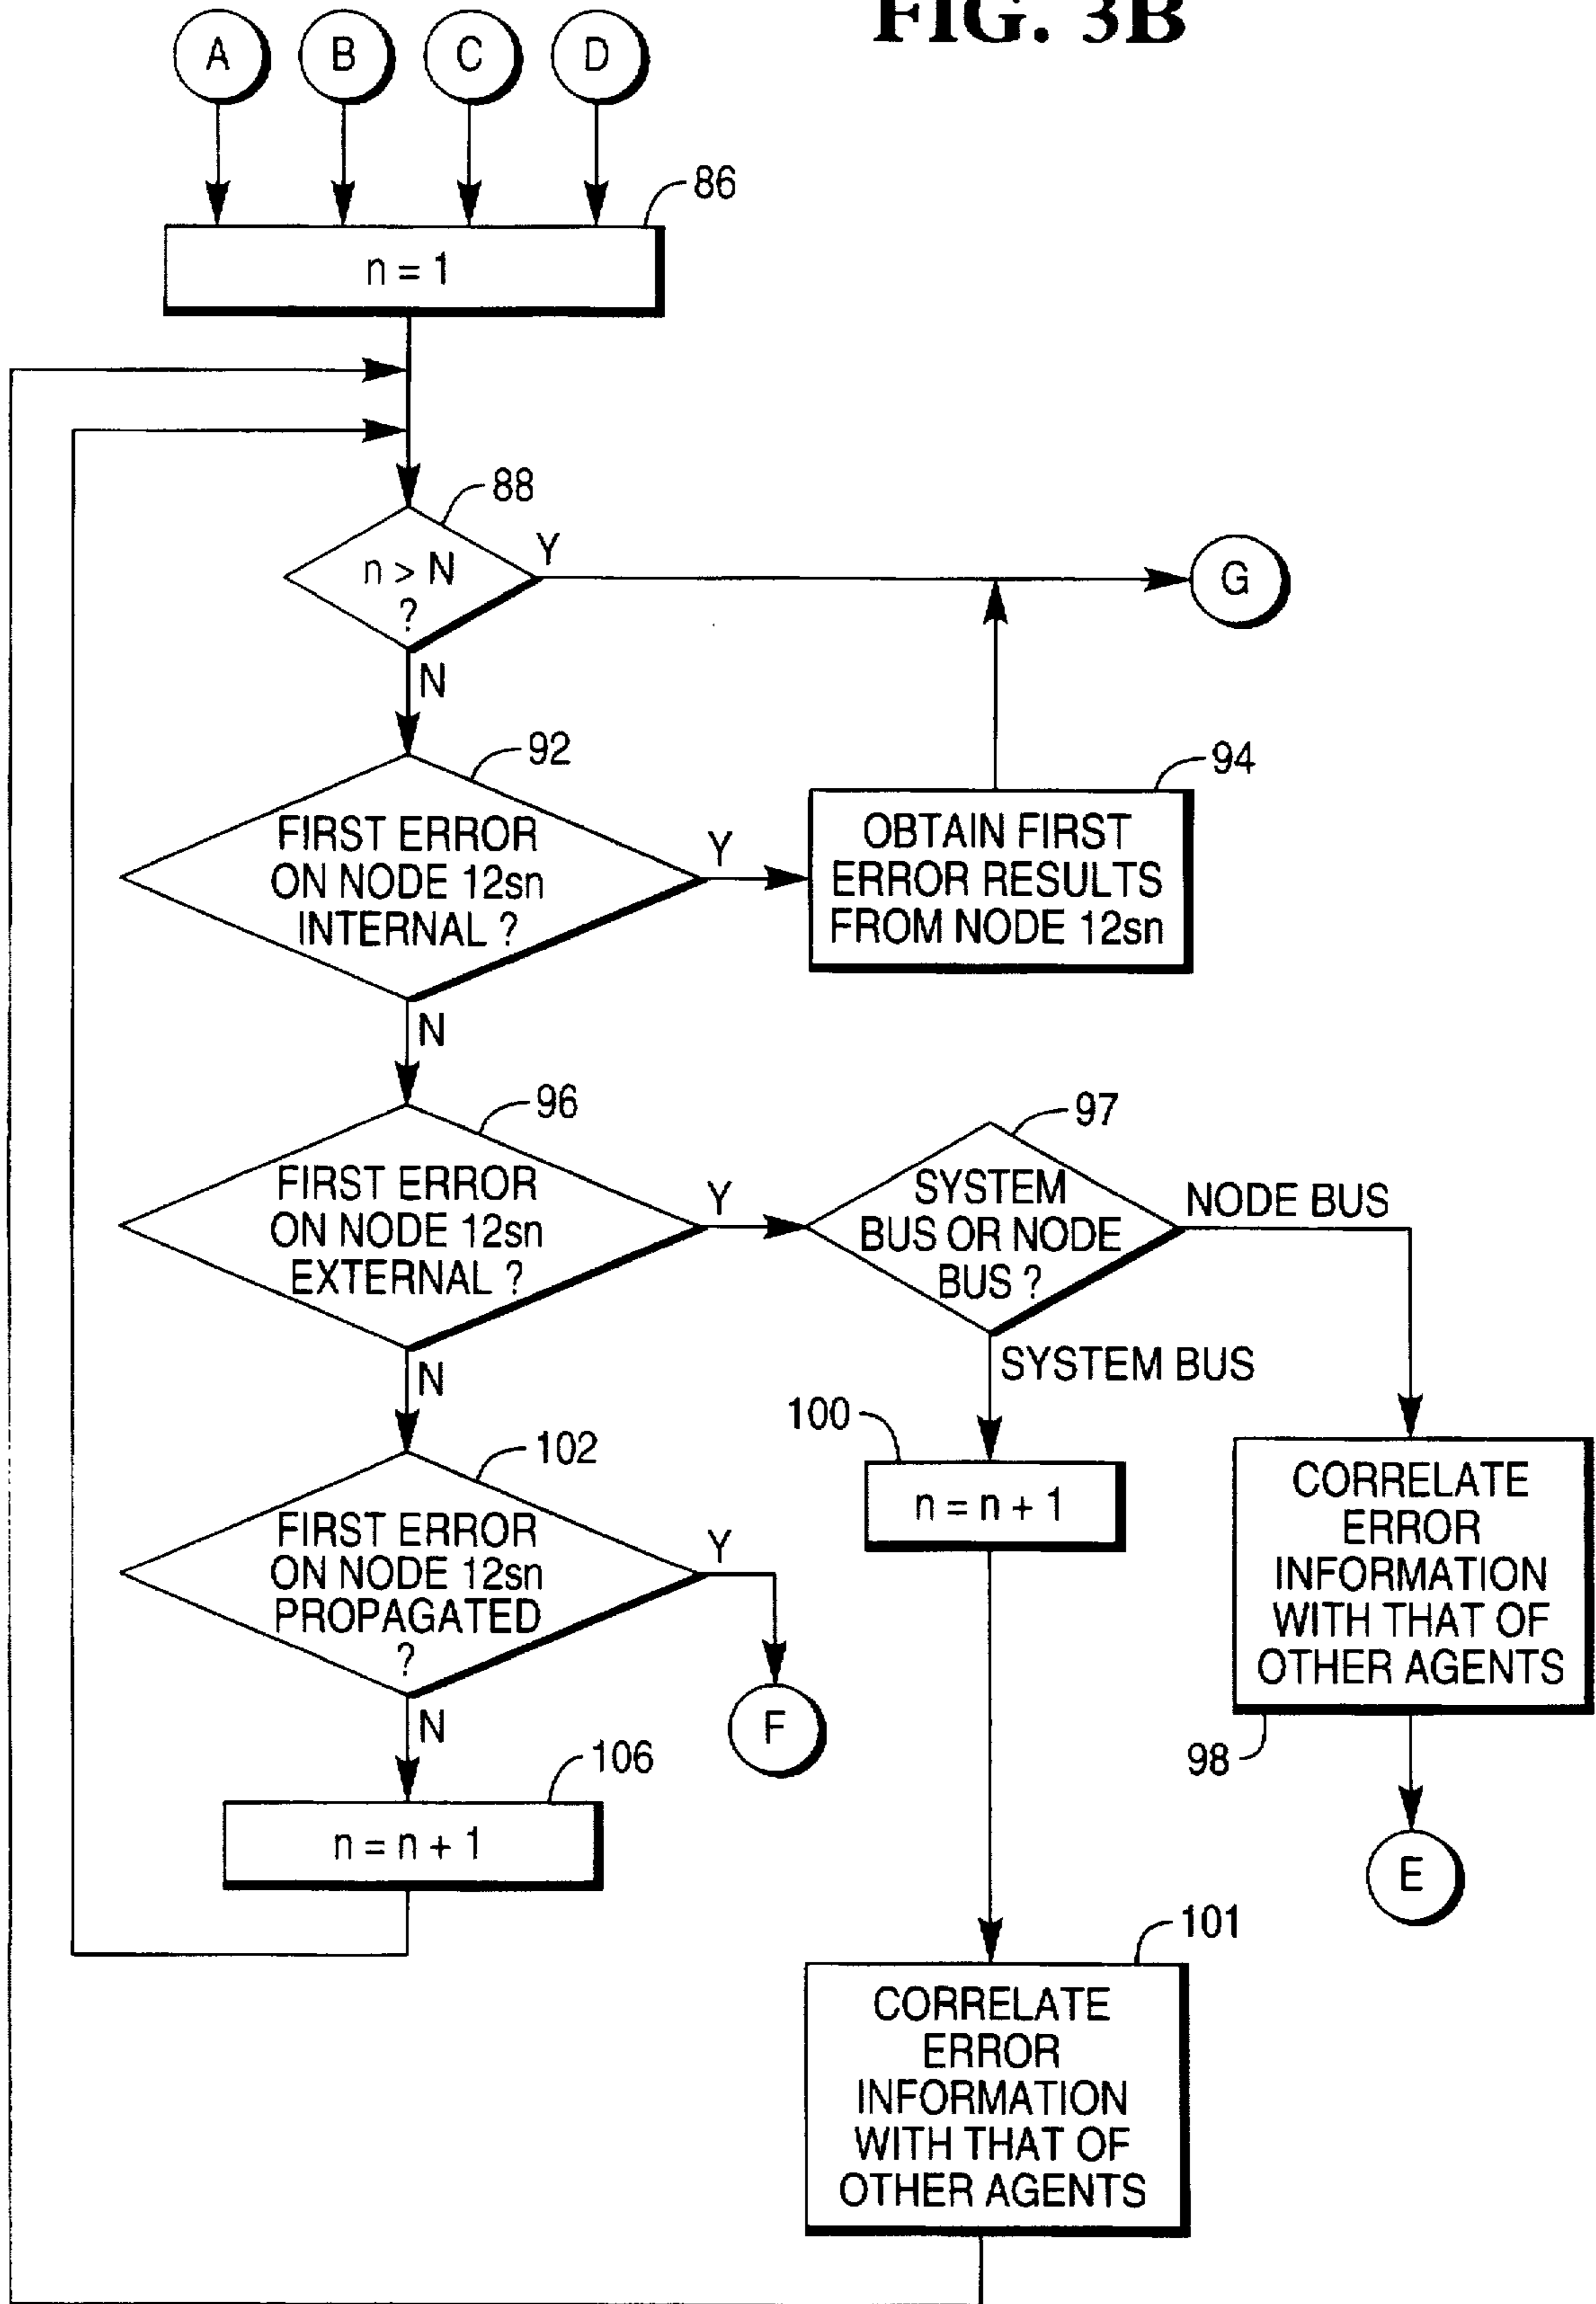 FIG. 3B
A
B
C
D
86
n = 1
88
n > N
?
Y
G
N
92
FIRST ERROR
ON NODE 12sn
INTERNAL ?
Y
94
OBTAIN FIRST
ERROR RESULTS
FROM NODE 12sn
N
96
FIRST ERROR
ON NODE 12sn
EXTERNAL ?
Y
97
SYSTEM
BUS OR NODE
BUS ?
NODE BUS
SYSTEM BUS
N
102
FIRST ERROR
ON NODE 12sn
PROPAGATED
?
Y
F
100
n = n + 1
CORRELATE
ERROR
INFORMATION
WITH THAT OF
OTHER AGENTS
98
E
N
106
n = n + 1
101
CORRELATE
ERROR
INFORMATION
WITH THAT OF
OTHER AGENTS